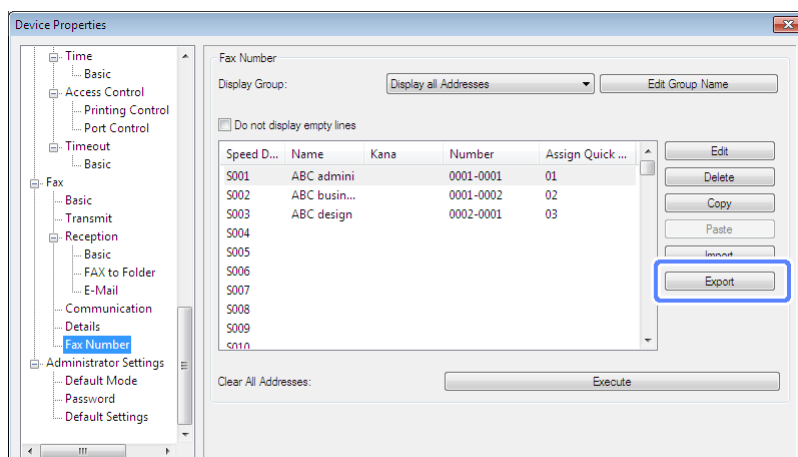 Device Properties
Time
Basic
Access Control
Printing Control
Port Control
Timeout
Basic
Fax
Basic
Transmit
Reception
Basic
FAX to Folder
E-Mail
Communication
Details
Fax Number
Administrator Settings
Default Mode
Password
Default Settings
Fax Number
Display Group: Display all Addresses Edit Group Name
Do not display empty lines
Speed D... Name Kana Number Assign Quick ...
S001 ABC admini 0001-0001 01
S002 ABC busin... 0001-0002 02
S003 ABC design 0002-0001 03
S004
S005
S006
S007
S008
S009
S010
Edit
Delete
Copy
Paste
Import
Export
Clear All Addresses: Execute